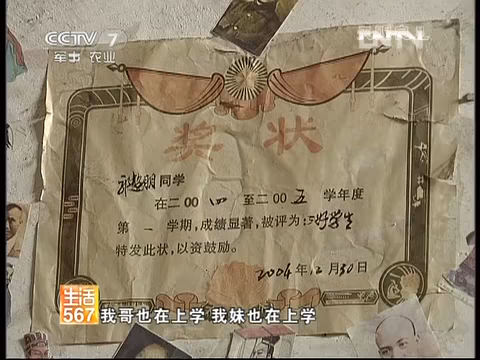 CCTV 7
军事 农业
CNTV
奖 状
郭超朋同学
在二00四至二00五学年度
第一学期,成绩显著,被评为:三好学生
特发此状,以资鼓励。
2004年12月30日
生活
567
我哥也在上学 我妹也在上学